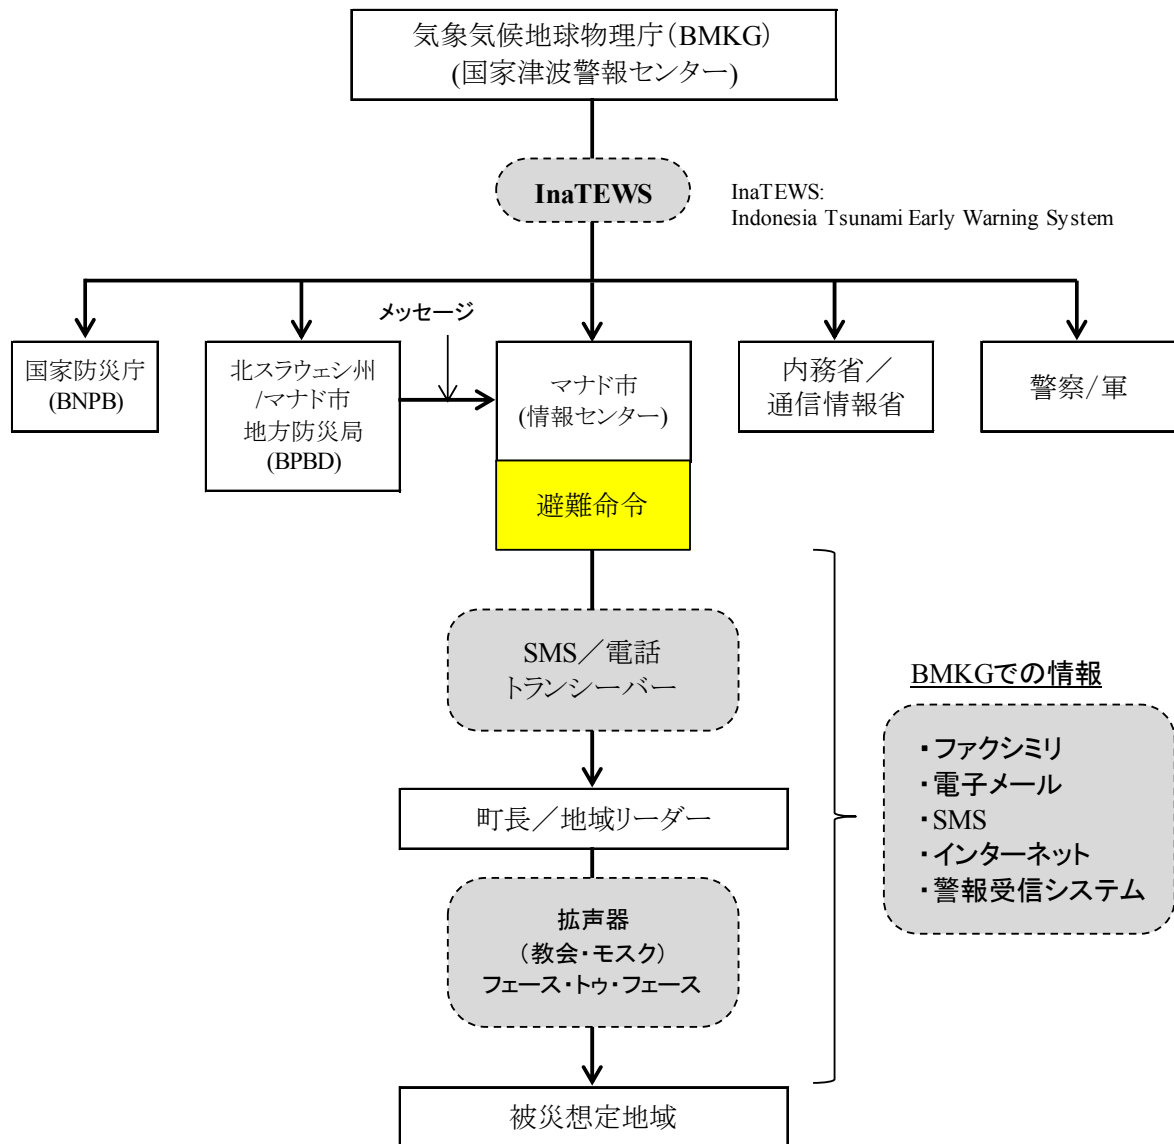 気象気候地球物理庁(BMKG)
(国家津波警報センター)
InaTEWS
InaTEWS:
Indonesia Tsunami Early Warning System
メッセージ
国家防災庁
(BNPB)
北スラウェシ州
/マナド市
地方防災局
(BPBD)
マナド市
(情報センター)
内務省/
通信情報省
警察/軍
避難命令
SMS/電話
トランシーバー
町長/地域リーダー
拡声器
(教会・モスク)
フェース・トゥ・フェース
被災想定地域
BMKGでの情報
・ファクシミリ
・電子メール
・SMS
・インターネット
・警報受信システム